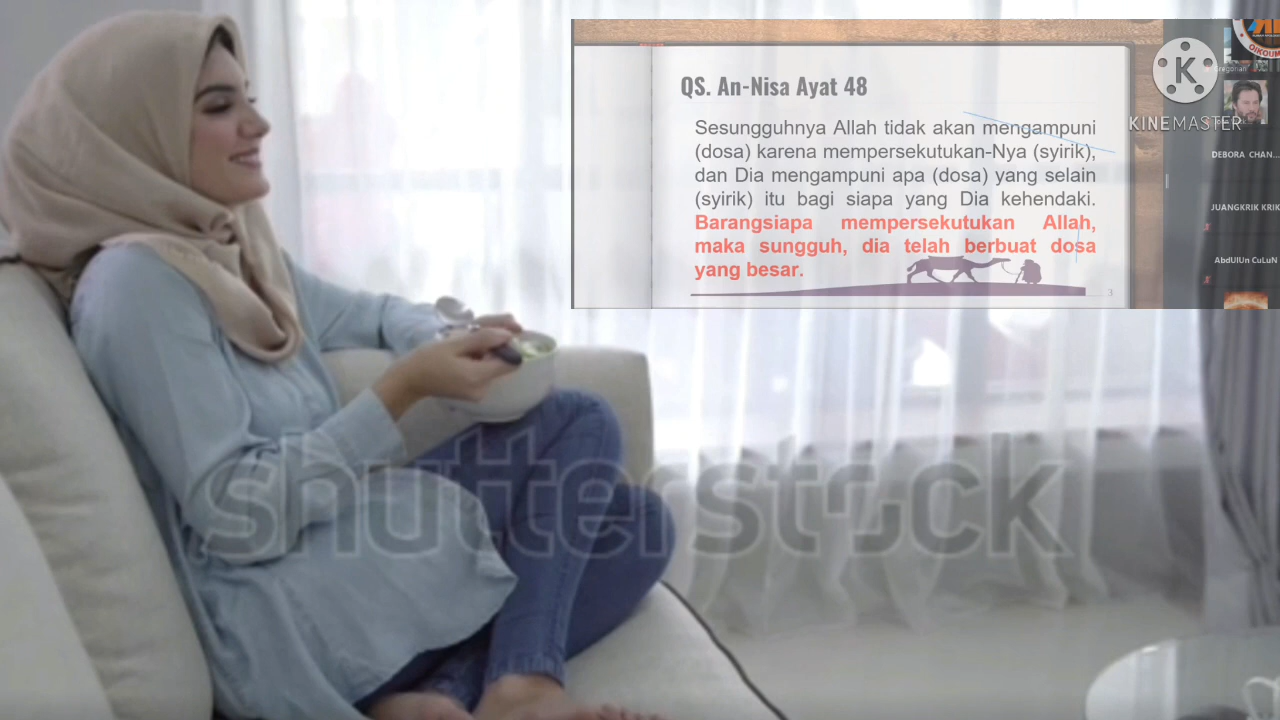 QS. An-Nisa Ayat 48
Sesungguhnya Allah tidak akan mengampuni
(dosa) karena mempersekutukan-Nya (syirik),
dan Dia mengampuni apa (dosa) yang selain
(syirik) itu bagi siapa yang Dia kehendaki.
Barangsiapa mempersekutukan Allah,
maka sungguh, dia telah berbuat dosa
yang besar.
3
K
KINEMASTER
DEBORA CHAN...
JUANGKRIK KRIK
AbdUlUn CuLuN
shutterstock